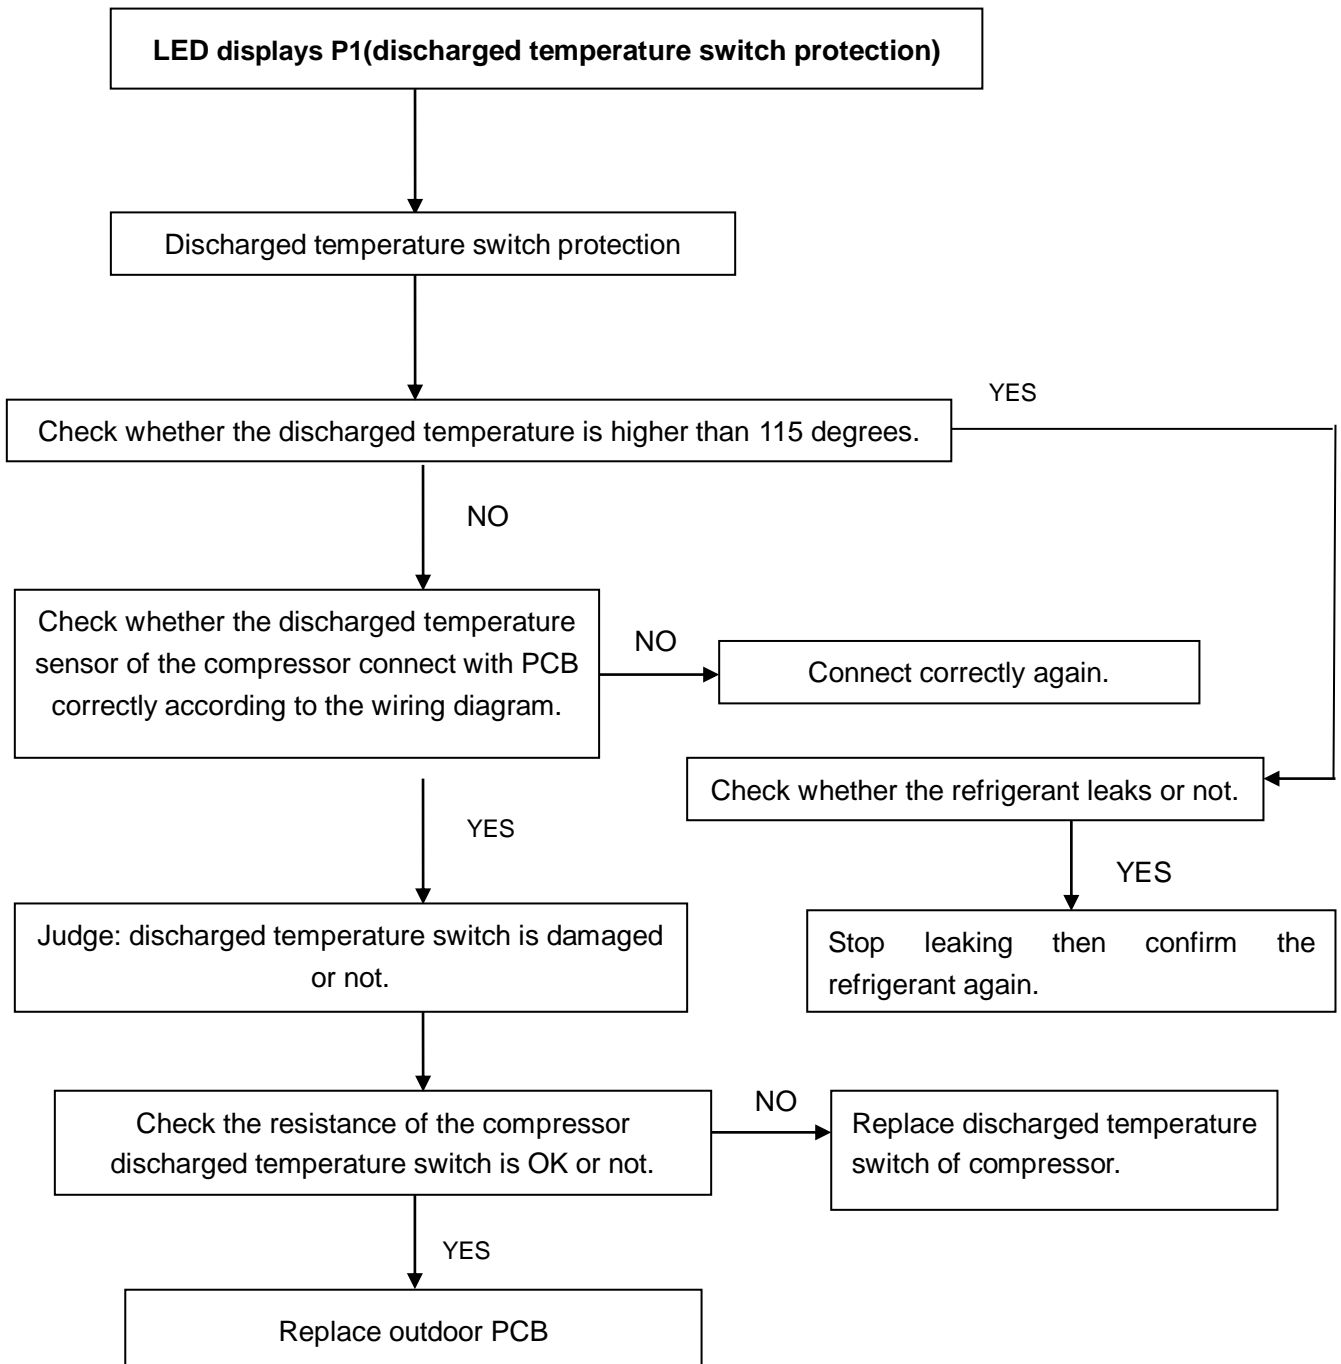 LED displays P1(discharged temperature switch protection)
Discharged temperature switch protection
YES
Check whether the discharged temperature is higher than 115 degrees.
NO
Check whether the discharged temperature
sensor of the compressor connect with PCB
correctly according to the wiring diagram.
NO
Connect correctly again.
Check whether the refrigerant leaks or not.
YES
YES
Judge: discharged temperature switch is damaged
or not.
Stop leaking then confirm the
refrigerant again.
Check the resistance of the compressor
discharged temperature switch is OK or not.
NO
Replace discharged temperature
switch of compressor.
YES
Replace outdoor PCB